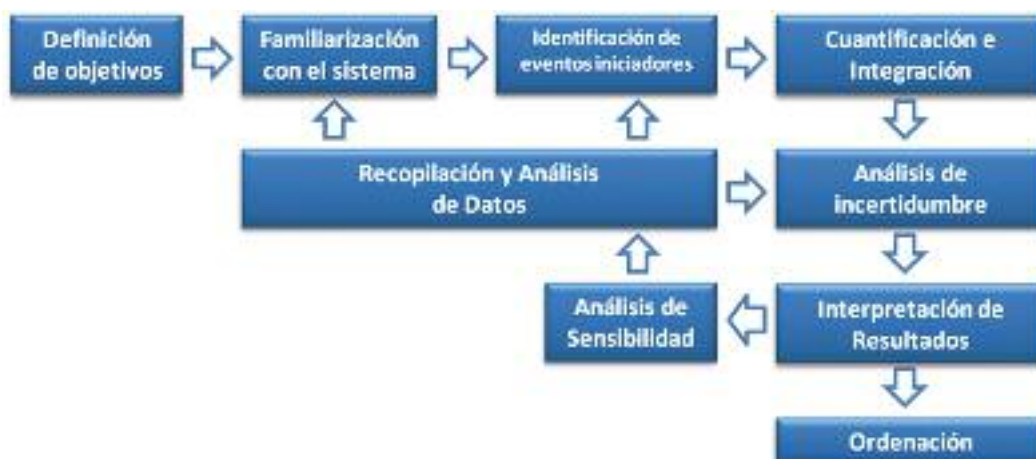 Definición
de objetivos
Familiarización
con el sistema
Identificación de
eventos iniciadores
Cuantificación e
Integración
Recopilación y Análisis
de Datos
Análisis de
incertidumbre
Análisis de
Sensibilidad
Interpretación de
Resultados
Ordenación